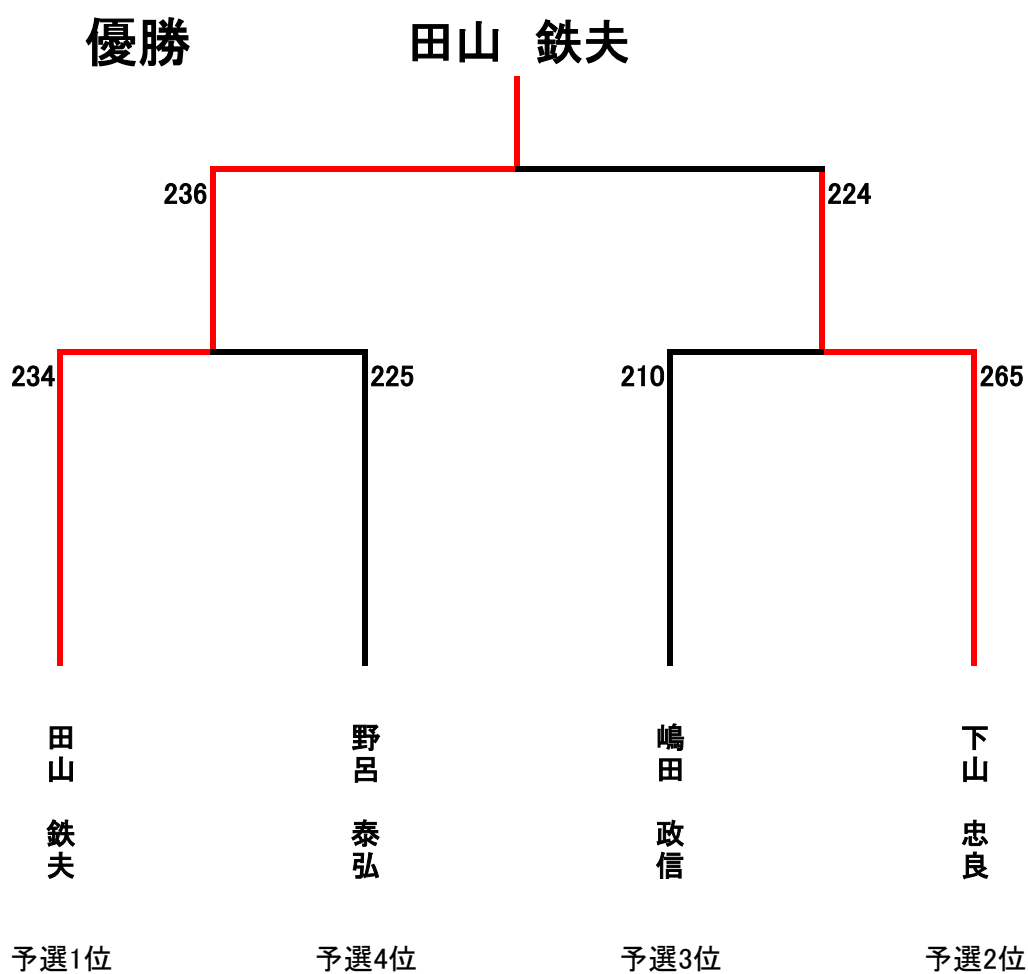 優勝 田山 鉄夫
236 224
234 225 210 265
田山 鉄夫
野呂 泰弘
嶋田 政信
下山 忠良
予選1位 予選4位 予選3位 予選2位